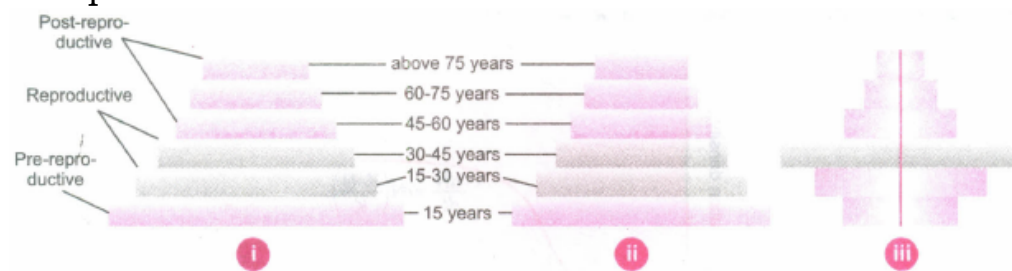 Post-repro-
ductive
Reproductive
Pre-repro-
ductive
above 75 years
60-75 years
45-60 years
30-45 years
15-30 years
15 years
i
ii
iii